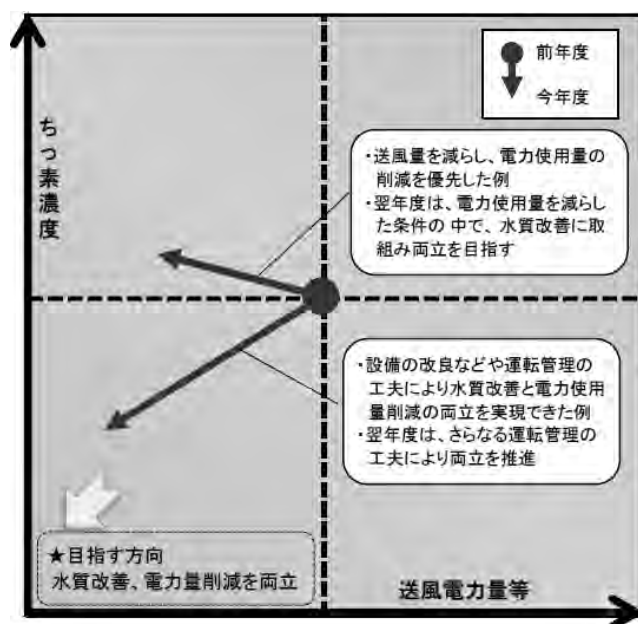 前年度
今年度
ちっ素濃度
・送風量を減らし、電力使用量の
削減を優先した例
・翌年度は、電力使用量を減らし
た条件の 中で、水質改善に取
組み両立を目指す
・設備の改良などや運転管理の
工夫により水質改善と電力使用
量削減の両立を実現できた例
・翌年度は、さらなる運転管理の
工夫により両立を推進
★目指す方向
水質改善、電力量削減を両立
送風電力量等